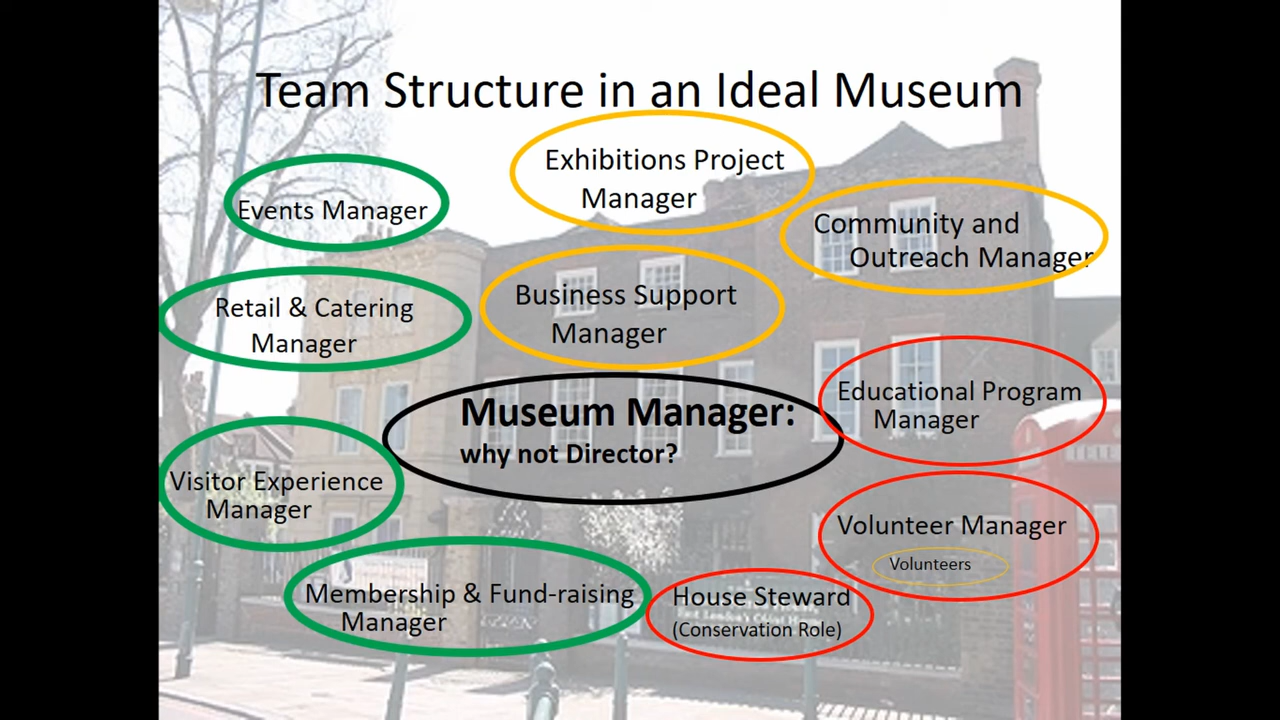 Team Structure in an Ideal Museum
Exhibitions Project
Manager
Events Manager
Community and
Outreach Manager
Retail & Catering
Manager
Business Support
Manager
Museum Manager:
why not Director?
Educational Program
Manager
Visitor Experience
Manager
Volunteer Manager
Volunteers
Membership & Fund-raising
Manager
House Steward
(Conservation Role)